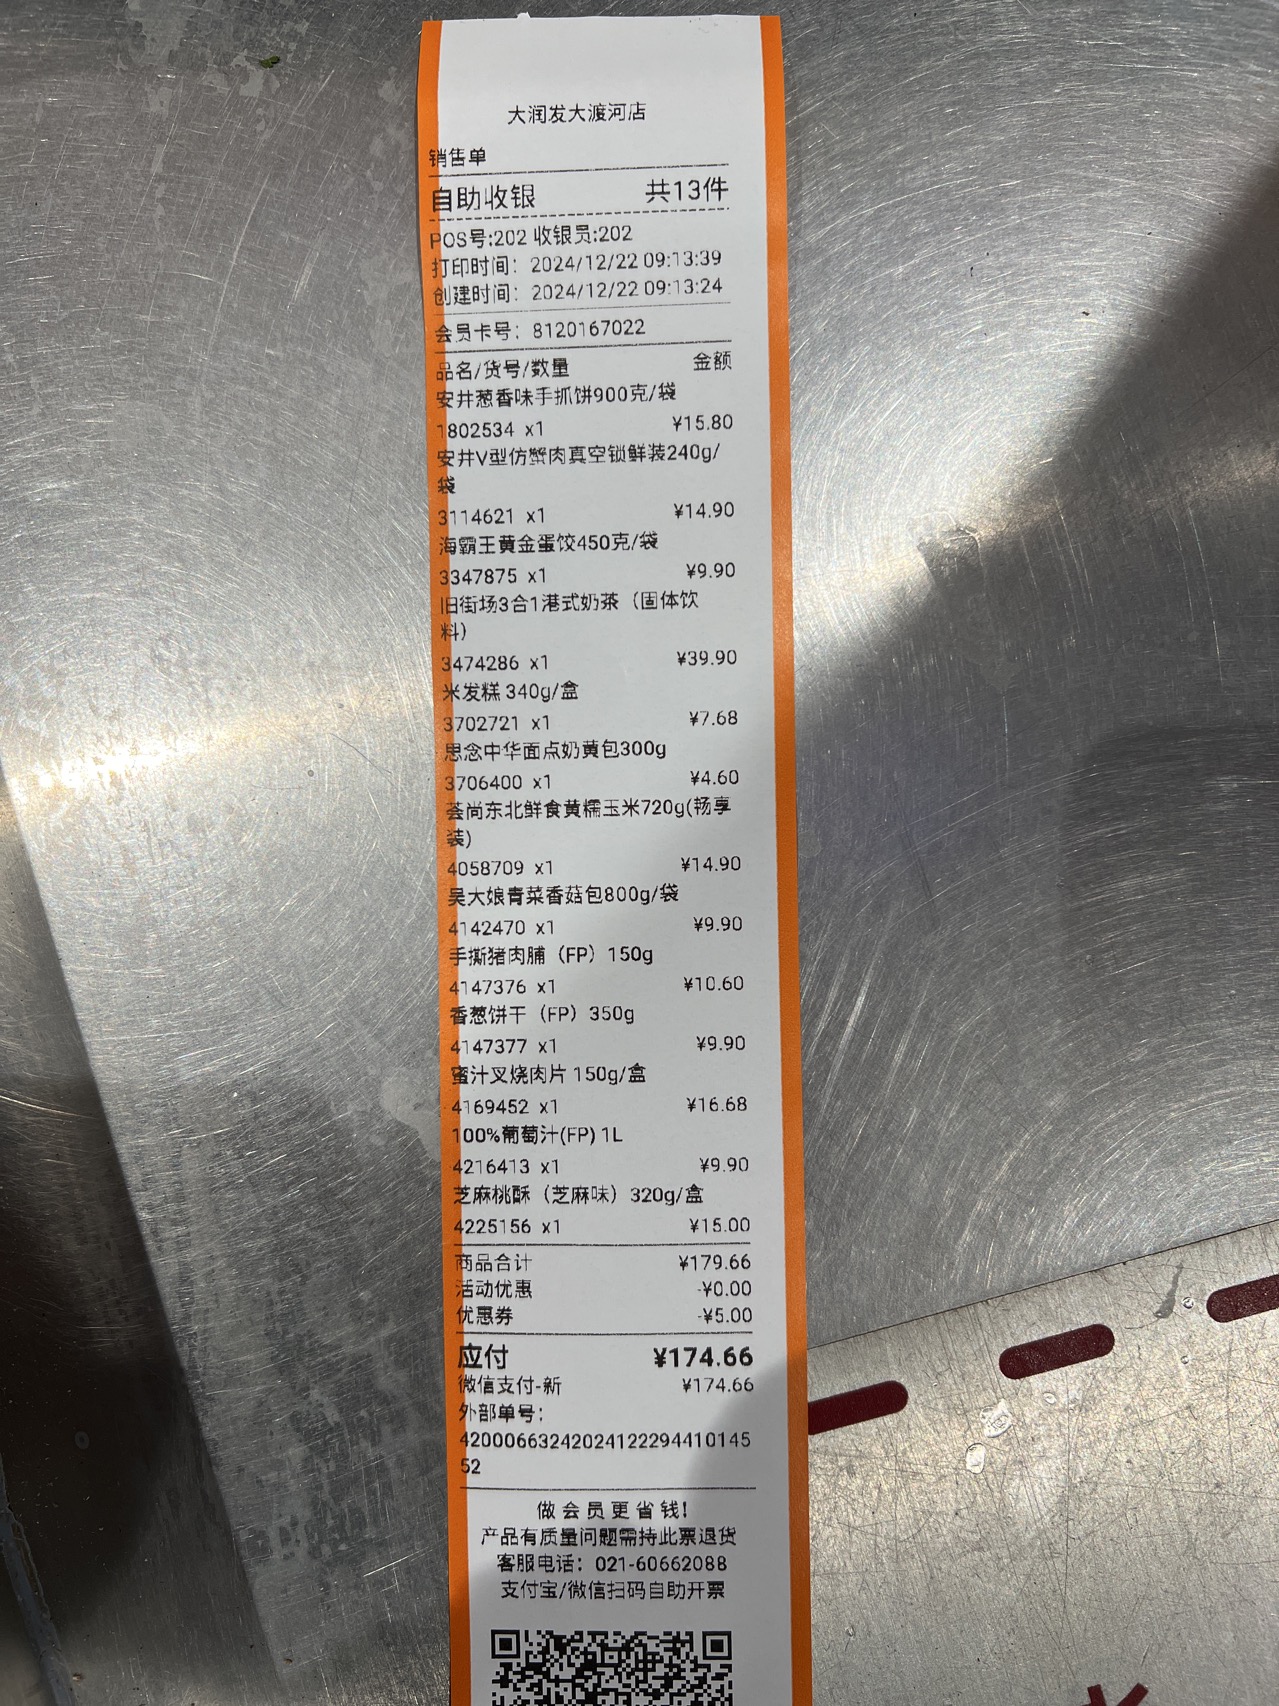 大润发大渡河店
销售单
自助收银 共13件
POS号:202 收银员:202
打印时间：2024/12/22 09:13:39
创建时间：2024/12/22 09:13:24
会员卡号：8120167022
品名/货号/数量 金额
安井葱香味手抓饼900克/袋
1802534 x1 ¥15.80
安井V型仿蟹肉真空锁鲜装240g/
袋
3114621 x1 ¥14.90
海霸王黄金蛋饺450克/袋
3347875 x1 ¥9.90
旧街场3合1港式奶茶（固体饮
料）
3474286 x1 ¥39.90
米发糕 340g/盒
3702721 x1 ¥7.68
思念中华面点奶黄包300g
3706400 x1 ¥4.60
荟尚东北鲜食黄糯玉米720g(畅享
装)
4058709 x1 ¥14.90
吴大娘青菜香菇包800g/袋
4142470 x1 ¥9.90
手撕猪肉脯（FP）150g
4147376 x1 ¥10.60
香葱饼干（FP）350g
4147377 x1 ¥9.90
蜜汁叉烧肉片 150g/盒
4169452 x1 ¥16.68
100%葡萄汁(FP) 1L
4216413 x1 ¥9.90
芝麻桃酥（芝麻味）320g/盒
4225156 x1 ¥15.00
商品合计 ¥179.66
活动优惠 -¥0.00
优惠券 -¥5.00
应付 ¥174.66
微信支付-新 ¥174.66
外部单号：
42000663242024122294410145
52
做会员更省钱!
产品有质量问题需持此票退货
客服电话：021-60662088
支付宝/微信扫码自助开票